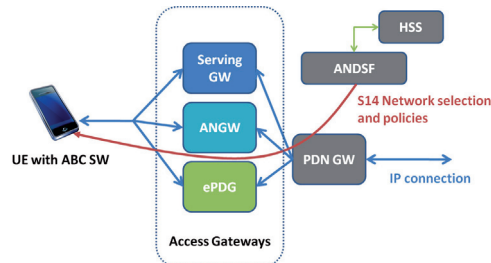 HSS
Serving
GW
ANDSF
S14 Network selection
and policies
ANGW
UE with ABC SW
PDN GW
ePDG
IP connection
Access Gateways